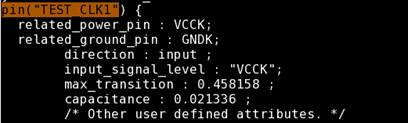 pin("TEST_CLK1") {
related_power_pin : VCCK;
related_ground_pin : GNDK;
direction : input ;
input_signal_level : "VCCK";
max_transition : 0.458158 ;
capacitance : 0.021336 ;
/* Other user defined attributes. */